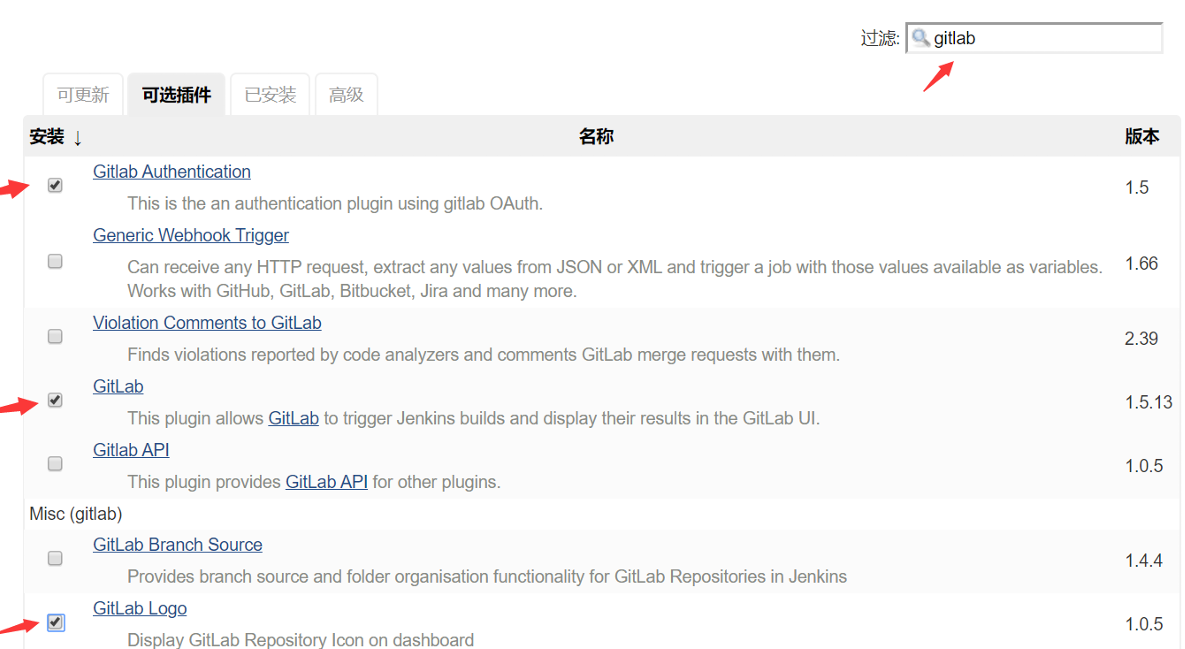 过滤: gitlab
可更新 可选插件 已安装 高级
安装 ↓ 名称 版本
Gitlab Authentication
This is the an authentication plugin using gitlab OAuth.
1.5
Generic Webhook Trigger
Can receive any HTTP request, extract any values from JSON or XML and trigger a job with those values available as variables.
Works with GitHub, GitLab, Bitbucket, Jira and many more.
1.66
Violation Comments to GitLab
Finds violations reported by code analyzers and comments GitLab merge requests with them.
2.39
GitLab
This plugin allows GitLab to trigger Jenkins builds and display their results in the GitLab UI.
1.5.13
Gitlab API
This plugin provides GitLab API for other plugins.
1.0.5
Misc (gitlab)
GitLab Branch Source
Provides branch source and folder organisation functionality for GitLab Repositories in Jenkins
1.4.4
GitLab Logo
Display GitLab Repository Icon on dashboard
1.0.5